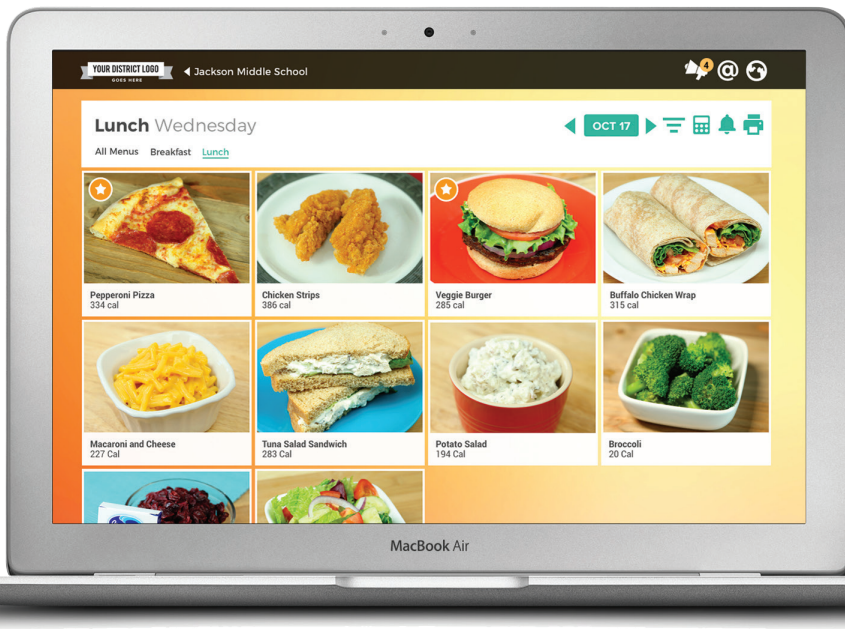 YOUR DISTRICT LOGO
GOES HERE
Jackson Middle School
4
@
Lunch Wednesday
OCT 17
All Menus Breakfast Lunch
Pepperoni Pizza
334 cal
Chicken Strips
386 cal
Veggie Burger
285 cal
Buffalo Chicken Wrap
315 cal
Macaroni and Cheese
227 Cal
Tuna Salad Sandwich
283 Cal
Potato Salad
194 Cal
Broccoli
20 Cal
MacBook Air